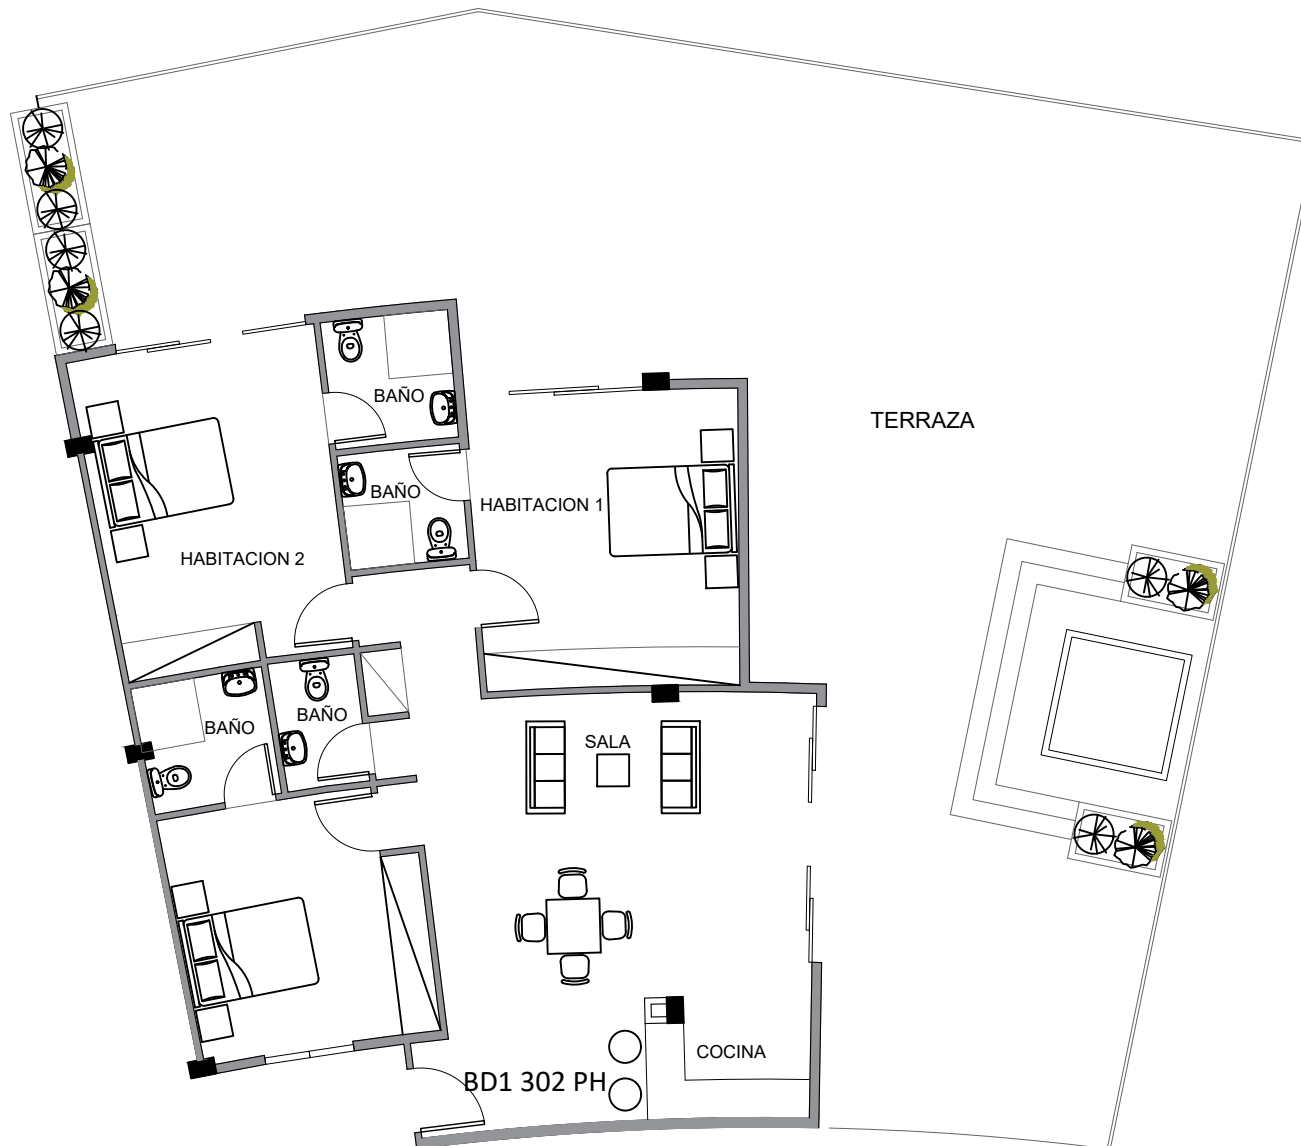 BAÑO
TERRAZA
BAÑO
HABITACION 1
HABITACION 2
BAÑO
BAÑO
SALA
COCINA
BD1 302 PH